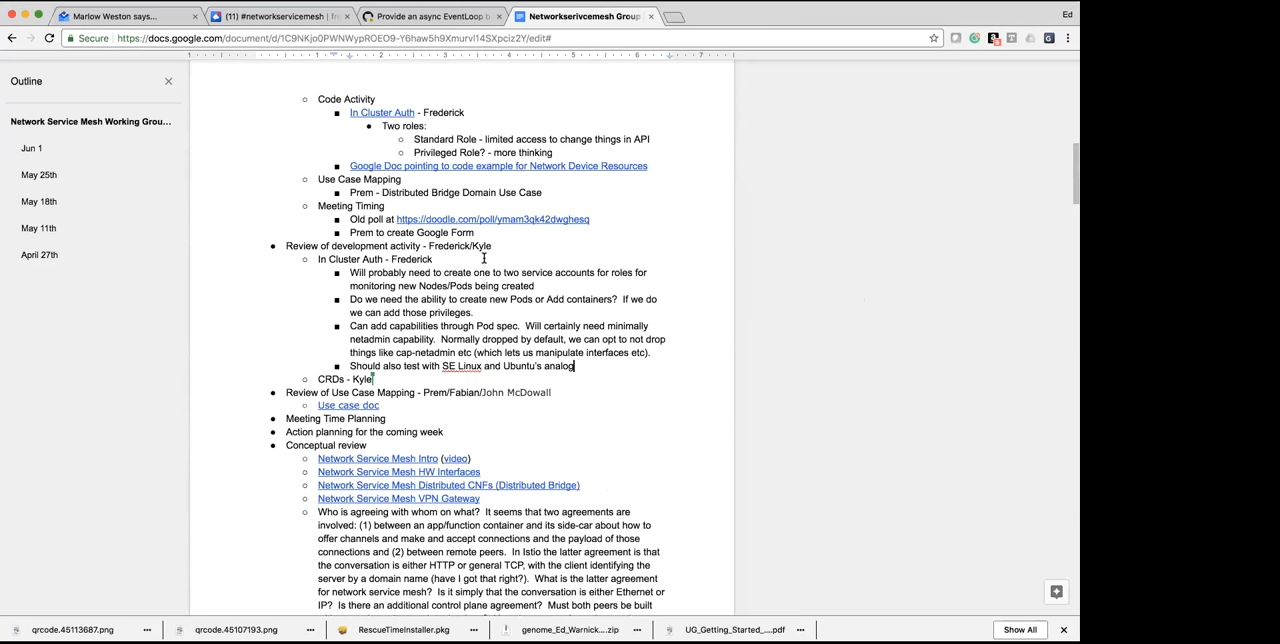 Marlow Weston says...
(11) #networkservicemesh | fre
Provide an async EventLoop b
Networkserivcemesh Group
Ed
Secure
https://docs.google.com/document/d/1C9NKjo0PWNWypROEO9-Y6haw5h9Xmurvl14SXpciz2Y/edit#
1 1 2 3 4 5 6 7
Outline
Network Service Mesh Working Grou...
Jun 1
May 25th
May 18th
May 11th
April 27th
Code Activity
In Cluster Auth - Frederick
Two roles:
Standard Role - limited access to change things in API
Privileged Role? - more thinking
Google Doc pointing to code example for Network Device Resources
Use Case Mapping
Prem - Distributed Bridge Domain Use Case
Meeting Timing
Old poll at https://doodle.com/poll/ymam3qk42dwghesq
Prem to create Google Form
Review of development activity - Frederick/Kyle
In Cluster Auth - Frederick
Will probably need to create one to two service accounts for roles for
monitoring new Nodes/Pods being created
Do we need the ability to create new Pods or Add containers? If we do
we can add those privileges.
Can add capabilities through Pod spec. Will certainly need minimally
netadmin capability. Normally dropped by default, we can opt to not drop
things like cap-netadmin etc (which lets us manipulate interfaces etc).
Should also test with SE Linux and Ubuntu's analog
CRDs - Kyle
Review of Use Case Mapping - Prem/Fabian/John McDowall
Use case doc
Meeting Time Planning
Action planning for the coming week
Conceptual review
Network Service Mesh Intro (video)
Network Service Mesh HW Interfaces
Network Service Mesh Distributed CNFs (Distributed Bridge)
Network Service Mesh VPN Gateway
Who is agreeing with whom on what? It seems that two agreements are
involved: (1) between an app/function container and its side-car about how to
offer channels and make and accept connections and the payload of those
connections and (2) between remote peers. In Istio the latter agreement is that
the conversation is either HTTP or general TCP, with the client identifying the
server by a domain name (have I got that right?). What is the latter agreement
for network service mesh? Is it simply that the conversation is either Ethernet or
IP? Is there an additional control plane agreement? Must both peers be built
qrcode.45113687.png
qrcode.45107193.png
RescueTimeInstaller.pkg
genome_Ed_Warnick....zip
UG_Getting_Started_....pdf
Show All